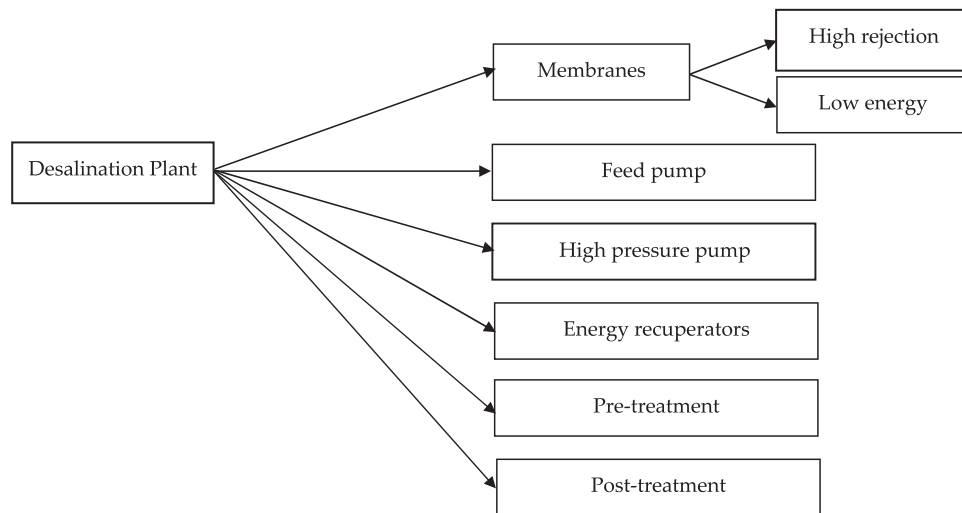 High rejection
Membranes
Low energy
Desalination Plant
Feed pump
High pressure pump
Energy recuperators
Pre-treatment
Post-treatment